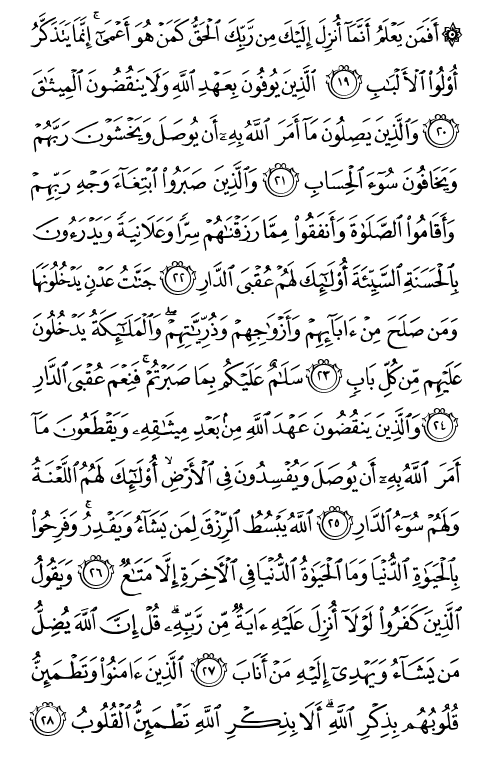 ۞ أَفَمَن يَعْلَمُ أَنَّمَآ أُنزِلَ إِلَيْكَ مِن رَّبِّكَ ٱلْحَقُّ كَمَنْ هُوَ أَعْمَىٰٓ ۚ إِنَّمَا يَتَذَكَّرُ
أُو۟لُوا۟ ٱلْأَلْبَـٰبِ ١٩ ٱلَّذِينَ يُوفُونَ بِعَهْدِ ٱللَّهِ وَلَا يَنقُضُونَ ٱلْمِيثَـٰقَ
٢٠ وَٱلَّذِينَ يَصِلُونَ مَآ أَمَرَ ٱللَّهُ بِهِۦٓ أَن يُوصَلَ وَيَخْشَوْنَ رَبَّهُمْ
وَيَخَافُونَ سُوٓءَ ٱلْحِسَابِ ٢١ وَٱلَّذِينَ صَبَرُوا۟ ٱبْتِغَآءَ وَجْهِ رَبِّهِمْ
وَأَقَامُوا۟ ٱلصَّلَوٰةَ وَأَنفَقُوا۟ مِمَّا رَزَقْنَـٰهُمْ سِرًّا وَعَلَانِيَةً وَيَدْرَءُونَ
بِٱلْحَسَنَةِ ٱلسَّيِّئَةَ أُو۟لَـٰٓئِكَ لَهُمْ عُقْبَى ٱلدَّارِ ٢٢ جَنَّـٰتُ عَدْنٍ يَدْخُلُونَهَا
وَمَن صَلَحَ مِنْ ءَابَآئِهِمْ وَأَزْوَٰجِهِمْ وَذُرِّيَّـٰتِهِمْ ۖ وَٱلْمَلَـٰٓئِكَةُ يَدْخُلُونَ
عَلَيْهِم مِّن كُلِّ بَابٍ ٢٣ سَلَـٰمٌ عَلَيْكُم بِمَا صَبَرْتُمْ ۚ فَنِعْمَ عُقْبَى ٱلدَّارِ
٢٤ وَٱلَّذِينَ يَنقُضُونَ عَهْدَ ٱللَّهِ مِنۢ بَعْدِ مِيثَـٰقِهِۦ وَيَقْطَعُونَ مَآ
أَمَرَ ٱللَّهُ بِهِۦٓ أَن يُوصَلَ وَيُفْسِدُونَ فِى ٱلْأَرْضِ ۙ أُو۟لَـٰٓئِكَ لَهُمُ ٱللَّعْنَةُ
وَلَهُمْ سُوٓءُ ٱلدَّارِ ٢٥ ٱللَّهُ يَبْسُطُ ٱلرِّزْقَ لِمَن يَشَآءُ وَيَقْدِرُ ۚ وَفَرِحُوا۟
بِٱلْحَيَوٰةِ ٱلدُّنْيَا وَمَا ٱلْحَيَوٰةُ ٱلدُّنْيَا فِى ٱلْـَٔاخِرَةِ إِلَّا مَتَـٰعٌ ٢٦ وَيَقُولُ
ٱلَّذِينَ كَفَرُوا۟ لَوْلَآ أُنزِلَ عَلَيْهِ ءَايَةٌ مِّن رَّبِّهِۦ ۗ قُلْ إِنَّ ٱللَّهَ يُضِلُّ
مَن يَشَآءُ وَيَهْدِىٓ إِلَيْهِ مَنْ أَنَابَ ٢٧ ٱلَّذِينَ ءَامَنُوا۟ وَتَطْمَئِنُّ
قُلُوبُهُم بِذِكْرِ ٱللَّهِ ۗ أَلَا بِذِكْرِ ٱللَّهِ تَطْمَئِنُّ ٱلْقُلُوبُ ٢٨